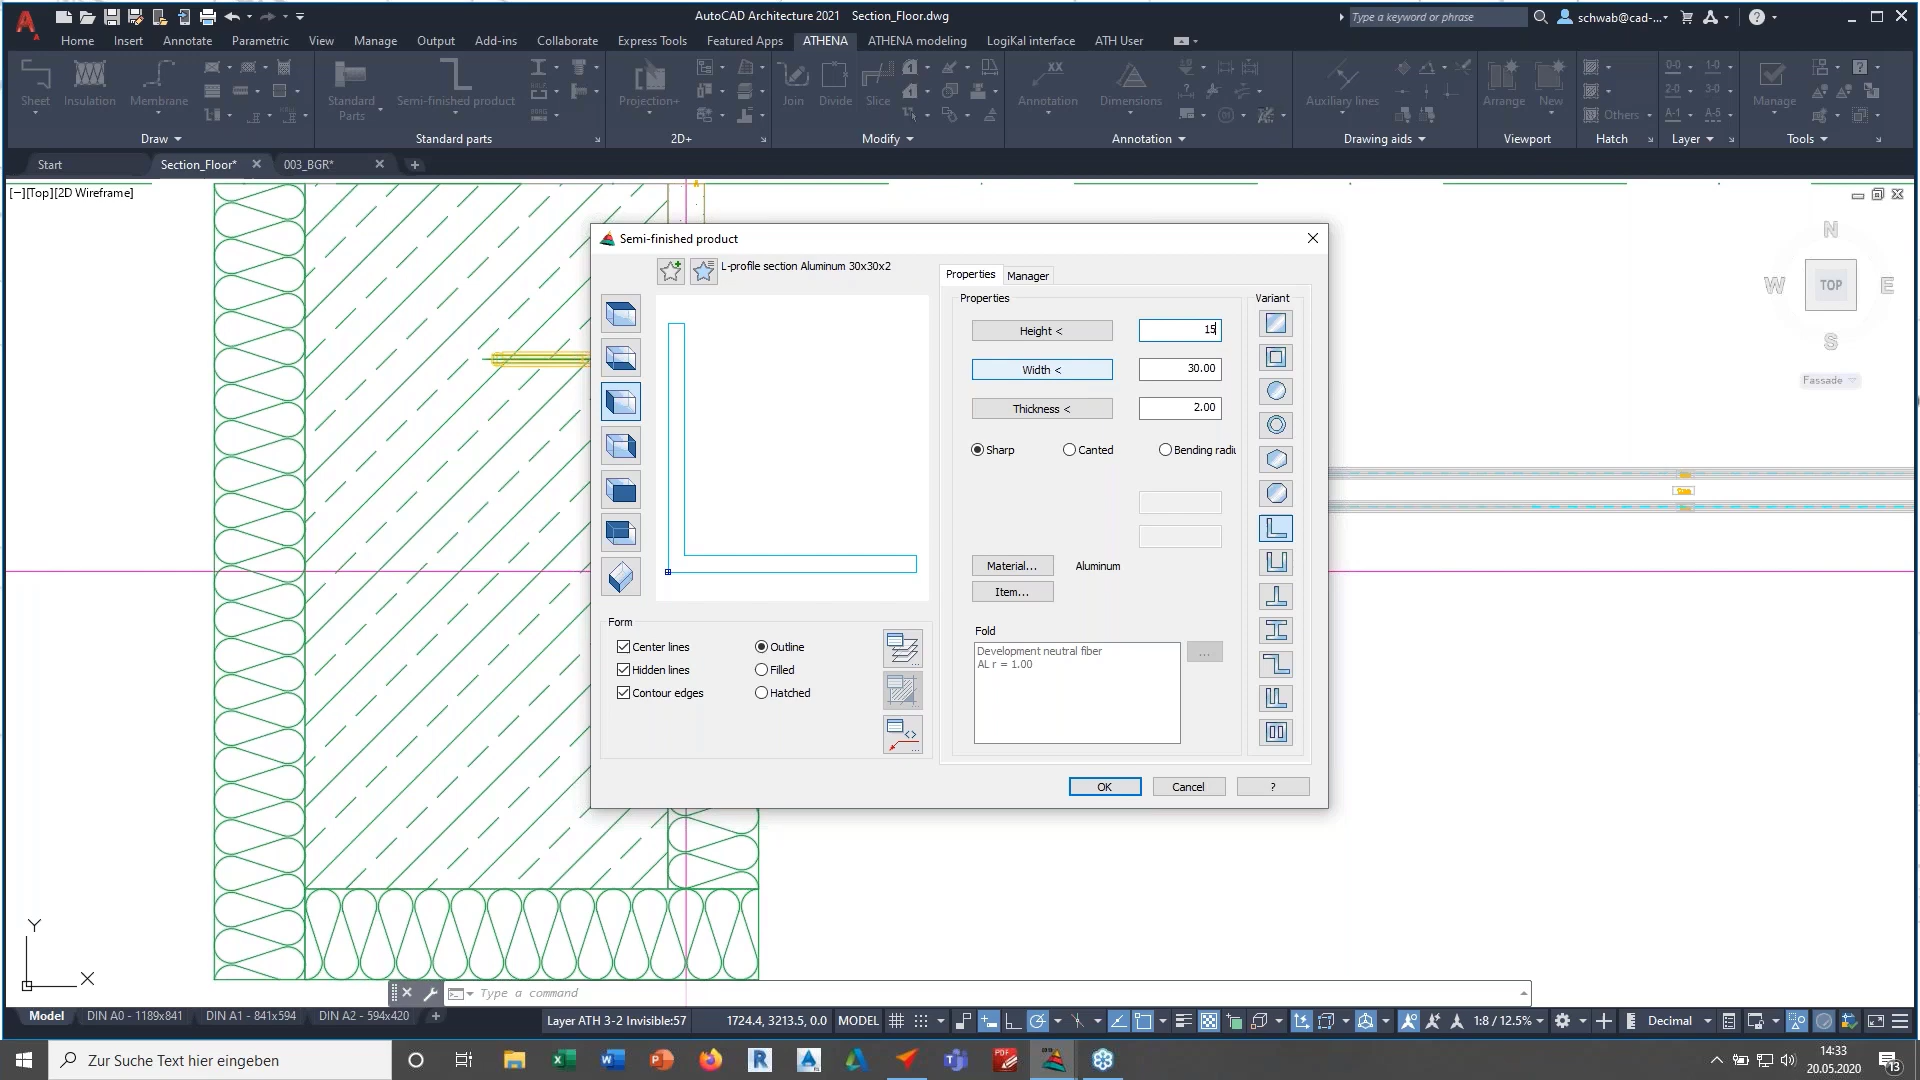 AutoCAD Architecture 2021 Section_Floor.dwg
Type a keyword or phrase
schwab@cad-...
Home Insert Annotate Parametric View Manage Output Add-ins Collaborate Express Tools Featured Apps ATHENA ATHENA modeling LogiKal interface ATH User
Sheet Insulation Membrane Standard Parts Semi-finished product Projection+ Join Divide Slice Annotation Dimensions Auxiliary lines Arrange New Others Manage
Draw Standard parts 2D+ Modify Annotation Drawing aids Viewport Hatch Layer Tools
Start Section_Floor* 003_BGR*
[−][Top][2D Wireframe]
N
W TOP E
S
Fassade
Semi-finished product
L-profile section Aluminum 30x30x2
Properties Manager
Properties Variant
Height < 15
Width < 30.00
Thickness < 2.00
Sharp Canted Bending radiu
Material... Aluminum
Item...
Fold
Development neutral fiber
AL r = 1.00
...
Form
Center lines Outline
Hidden lines Filled
Contour edges Hatched
OK Cancel ?
Y
X
Type a command
Model DIN A0 - 1189x841 DIN A1 - 841x594 DIN A2 - 594x420
Layer ATH 3-2 Invisible:57 1724.4, 3213.5, 0.0 MODEL 1:8 / 12.5% Decimal
Zur Suche Text hier eingeben
14:33
20.05.2020
13